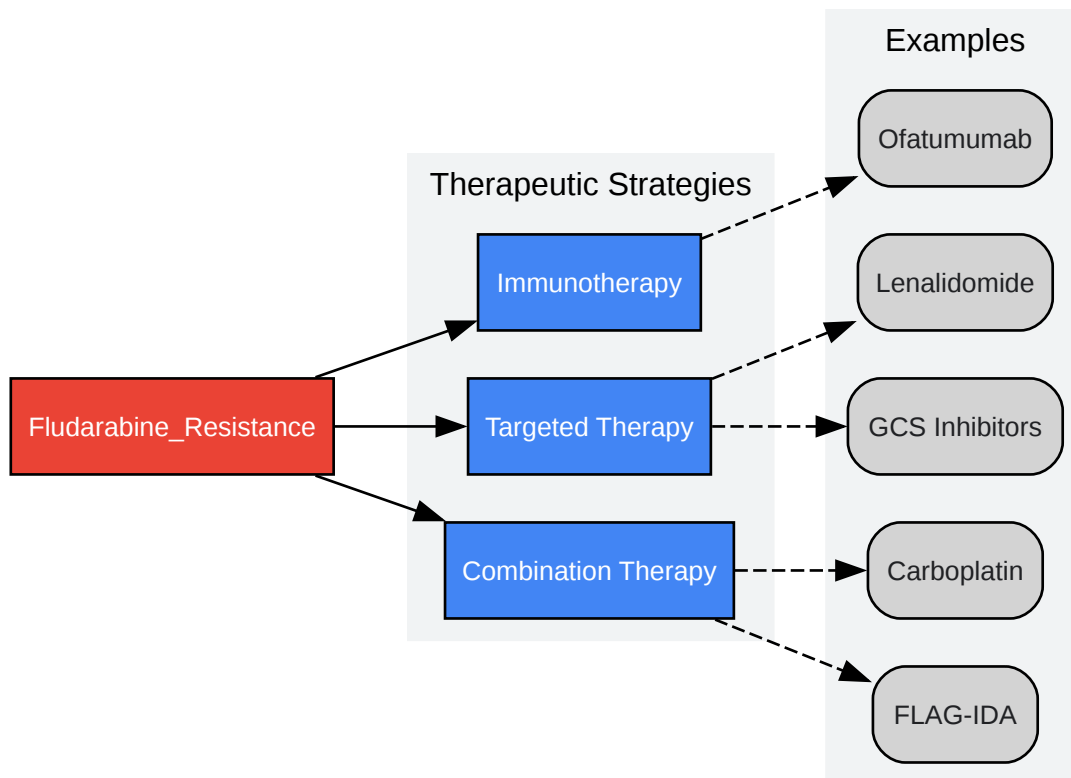 Examples
Ofatumumab
Therapeutic Strategies
Immunotherapy
Lenalidomide
Fludarabine_Resistance
Targeted Therapy
GCS Inhibitors
Combination Therapy
Carboplatin
FLAG-IDA